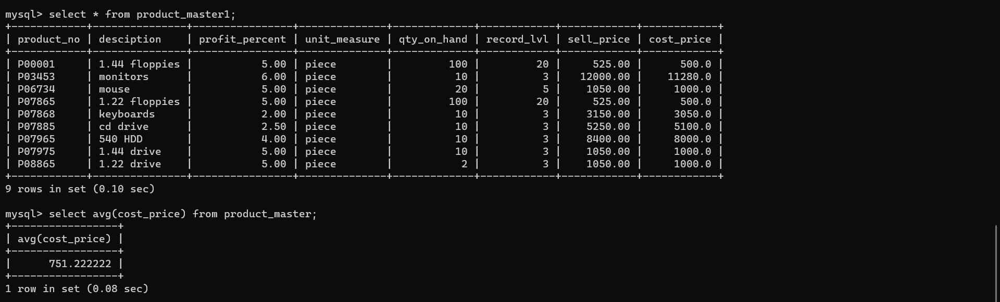 mysql> select * from product_master1;
+------------+---------------+----------------+--------------+-------------+------------+------------+------------+
| product_no | desciption    | profit_percent | unit_measure | qty_on_hand | record_lvl | sell_price | cost_price |
+------------+---------------+----------------+--------------+-------------+------------+------------+------------+
| P00001     | 1.44 floppies |           5.00 | piece        |         100 |         20 |     525.00 |      500.0 |
| P03453     | monitors      |           6.00 | piece        |          10 |          3 |   12000.00 |    11280.0 |
| P06734     | mouse         |           5.00 | piece        |          20 |          5 |    1050.00 |     1000.0 |
| P07865     | 1.22 floppies |           5.00 | piece        |         100 |         20 |     525.00 |      500.0 |
| P07868     | keyboards     |           2.00 | piece        |          10 |          3 |    3150.00 |     3050.0 |
| P07885     | cd drive      |           2.50 | piece        |          10 |          3 |    5250.00 |     5100.0 |
| P07965     | 540 HDD       |           4.00 | piece        |          10 |          3 |    8400.00 |     8000.0 |
| P07975     | 1.44 drive    |           5.00 | piece        |          10 |          3 |    1050.00 |     1000.0 |
| P08865     | 1.22 drive    |           5.00 | piece        |           2 |          3 |    1050.00 |     1000.0 |
+------------+---------------+----------------+--------------+-------------+------------+------------+------------+
9 rows in set (0.10 sec)
mysql> select avg(cost_price) from product_master;
+-----------------+
| avg(cost_price) |
+-----------------+
|      751.222222 |
+-----------------+
1 row in set (0.08 sec)